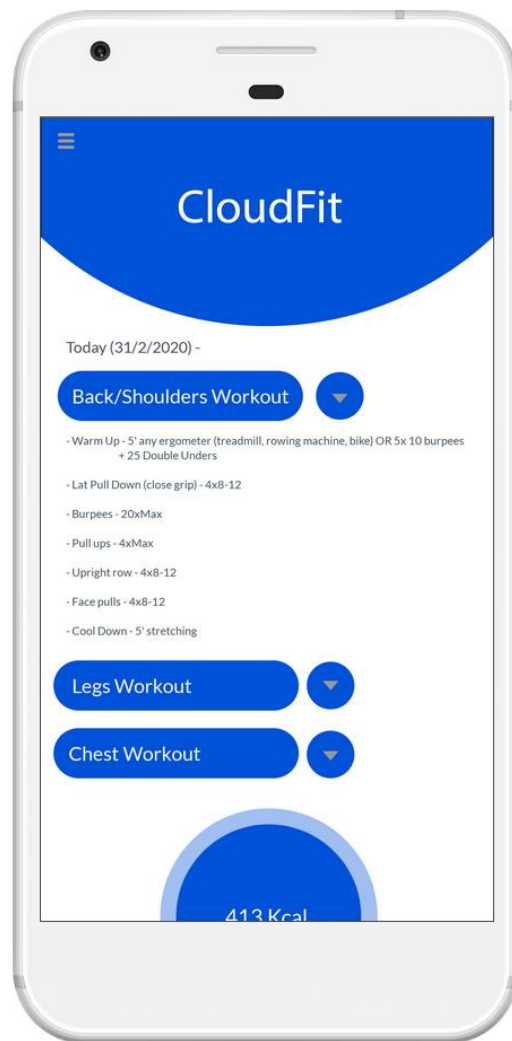 CloudFit
Today (31/2/2020) -
Back/Shoulders Workout
- Warm Up - 5' any ergometer (treadmill, rowing machine, bike) OR 5x 10 burpees
+ 25 Double Unders
- Lat Pull Down (close grip) - 4x8-12
- Burpees - 20xMax
- Pull ups - 4xMax
- Upright row - 4x8-12
- Face pulls - 4x8-12
- Cool Down - 5' stretching
Legs Workout
Chest Workout
413 Kcal